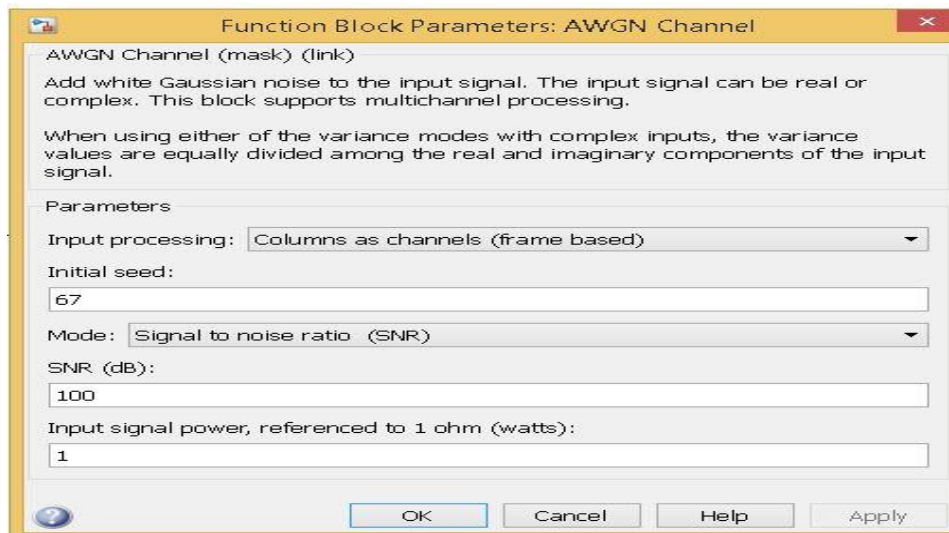 Function Block Parameters: AWGN Channel
AWGN Channel (mask) (link)
Add white Gaussian noise to the input signal. The input signal can be real or
complex. This block supports multichannel processing.
When using either of the variance modes with complex inputs, the variance
values are equally divided among the real and imaginary components of the input
signal.
Parameters
Input processing: Columns as channels (frame based)
Initial seed:
67
Mode: Signal to noise ratio (SNR)
SNR (dB):
100
Input signal power, referenced to 1 ohm (watts):
1
OK Cancel Help Apply